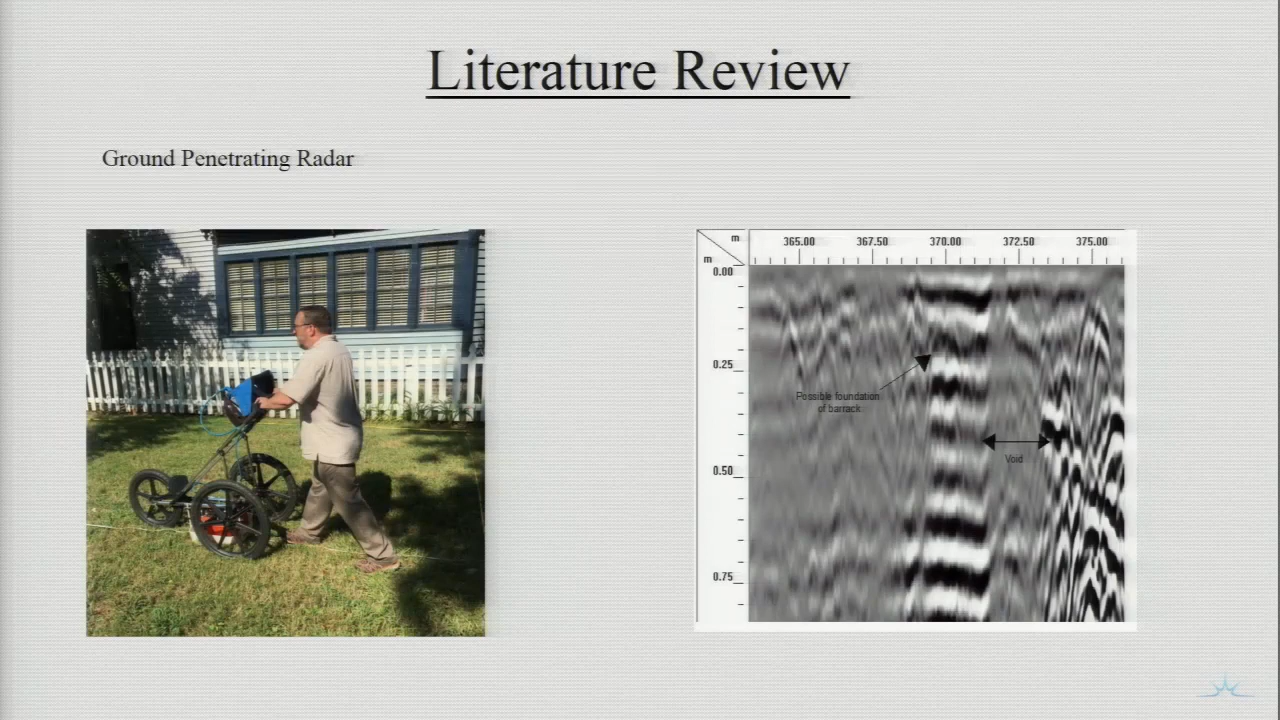 Literature Review
Ground Penetrating Radar
m
m
365.00 367.50 370.00 372.50 375.00
0.00
0.25
Possible foundation
of barrack
Void
0.50
0.75